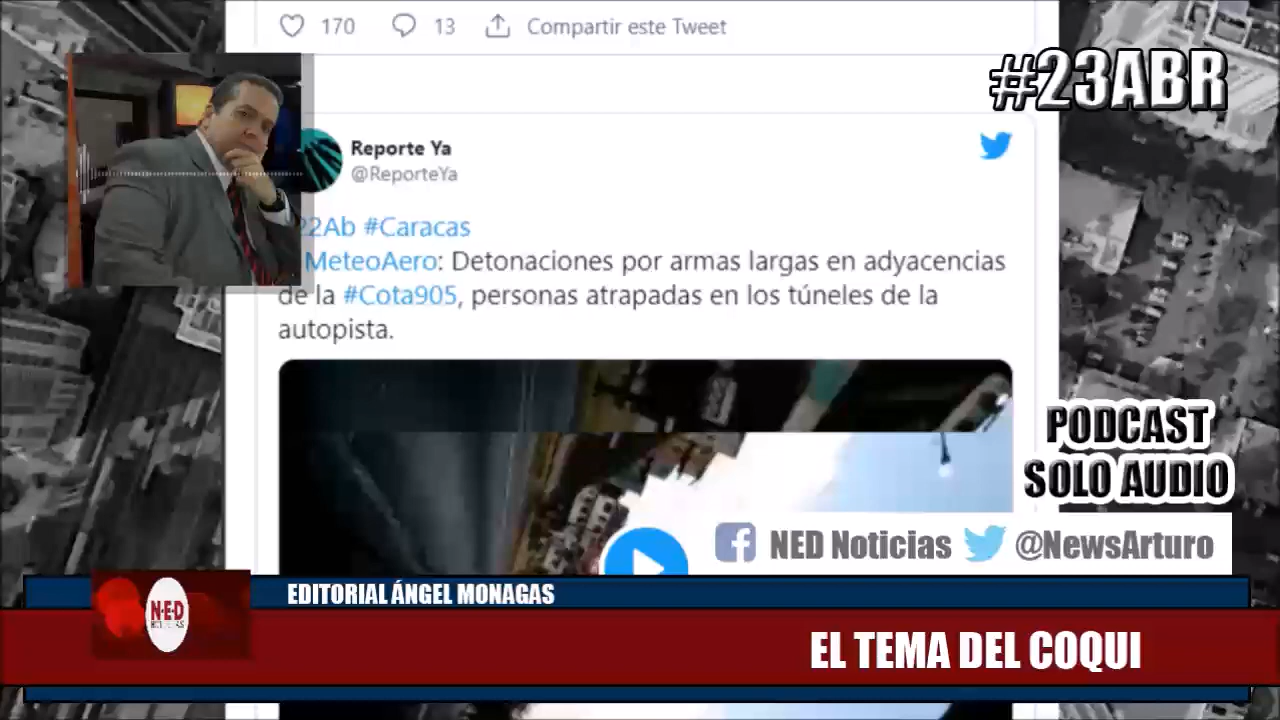 170 13 Compartir este Tweet
#23ABR
Reporte Ya
@ReporteYa
22Ab #Caracas
MeteoAero: Detonaciones por armas largas en adyacencias
de la #Cota905, personas atrapadas en los túneles de la
autopista.
PODCAST
SOLO AUDIO
NED Noticias @NewsArturo
EDITORIAL ÁNGEL MONAGAS
N·E·D
NOTICIAS
EL TEMA DEL COQUI